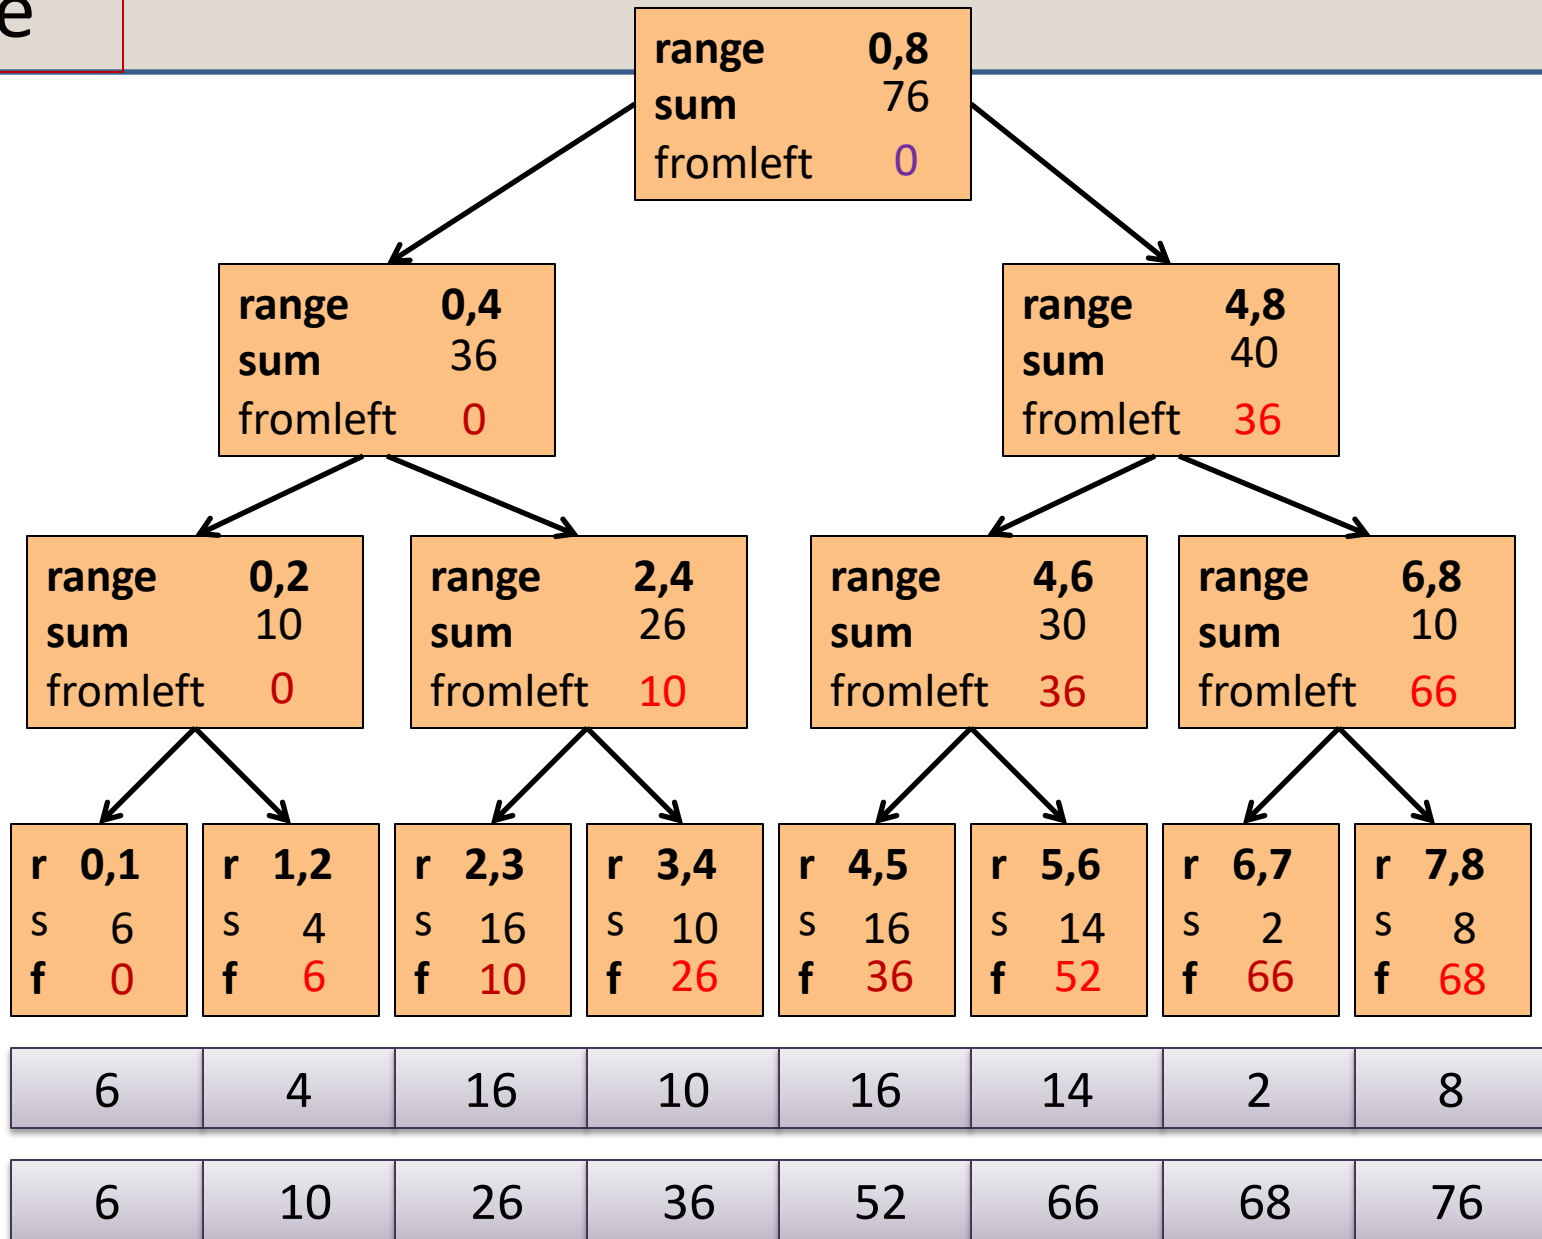 e
range 0,8
sum 76
fromleft 0
range 0,4
sum 36
fromleft 0
range 4,8
sum 40
fromleft 36
range 0,2
sum 10
fromleft 0
range 2,4
sum 26
fromleft 10
range 4,6
sum 30
fromleft 36
range 6,8
sum 10
fromleft 66
r 0,1
s 6
f 0
r 1,2
s 4
f 6
r 2,3
s 16
f 10
r 3,4
s 10
f 26
r 4,5
s 16
f 36
r 5,6
s 14
f 52
r 6,7
s 2
f 66
r 7,8
s 8
f 68
6 4 16 10 16 14 2 8
6 10 26 36 52 66 68 76